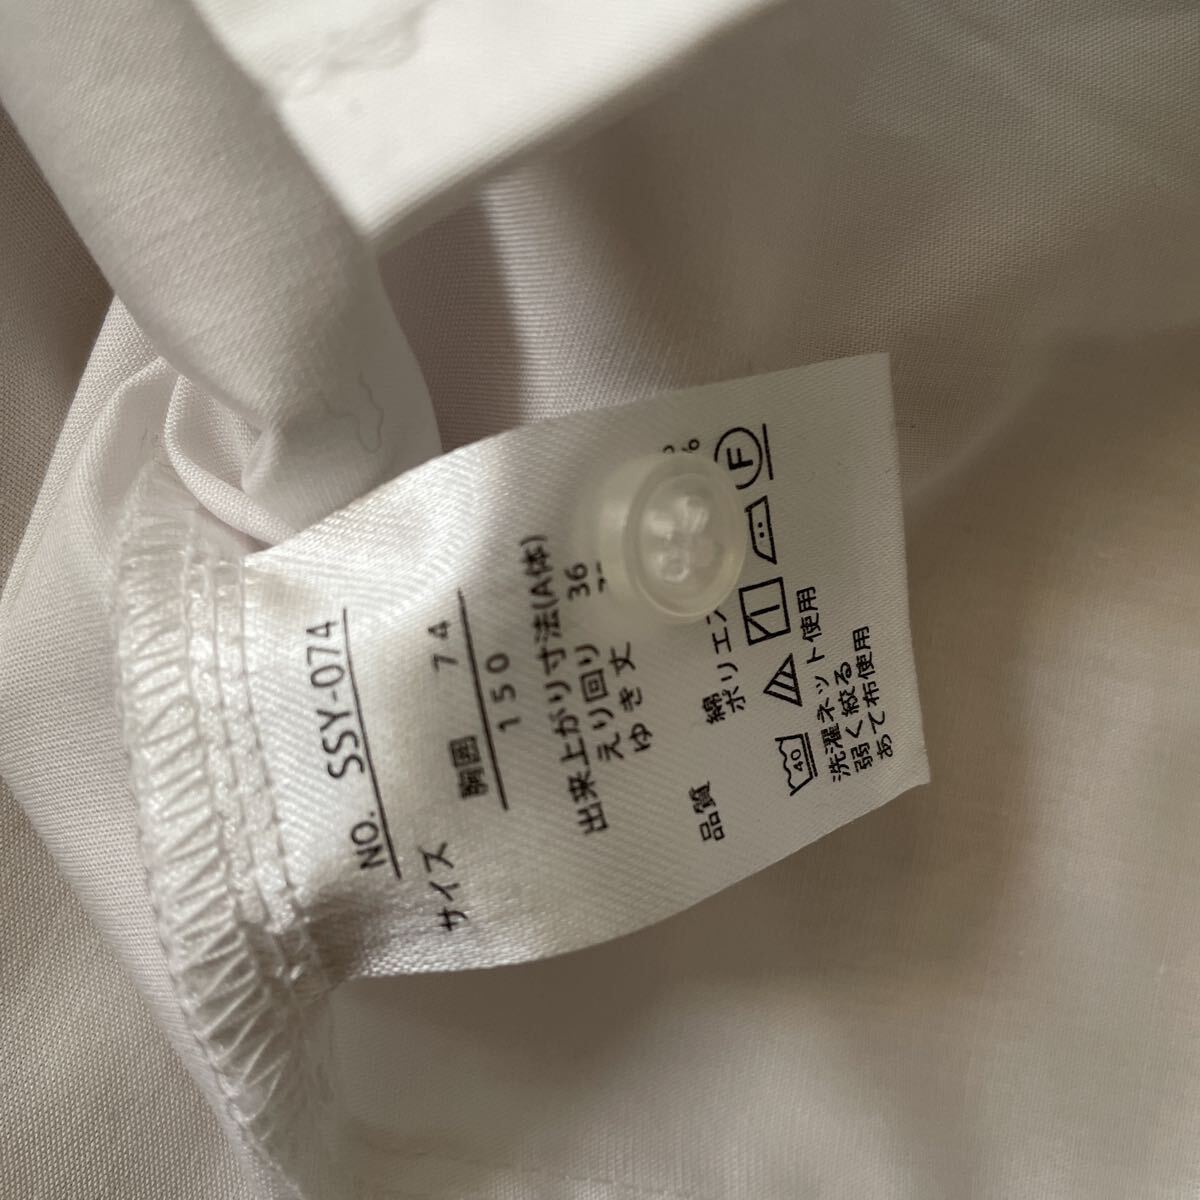 NO. SSY-074
サイズ
胸囲 74
150
出来上がり寸法(A体)
えり回り 36
ゆき丈
品質
綿
ポリエ
%
40
F
洗濯ネット使用
弱く絞る
あて布使用